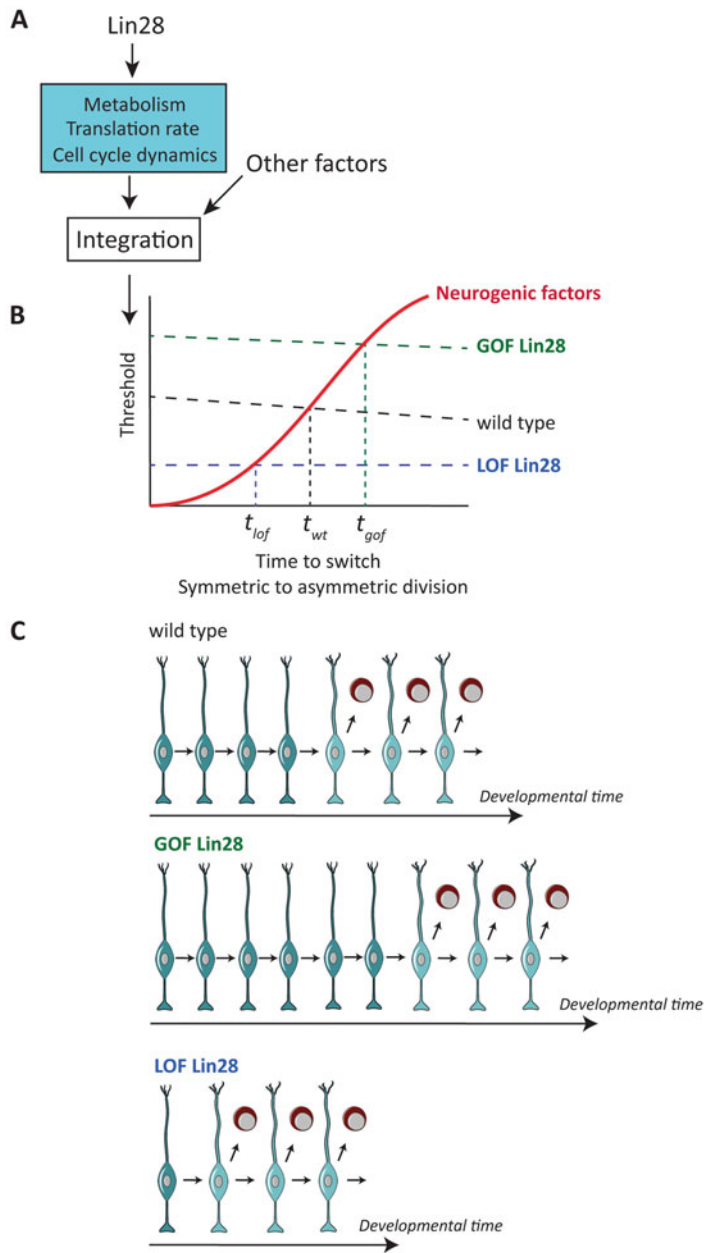 A
Lin28
Metabolism
Translation rate
Cell cycle dynamics
Other factors
Integration
B
Threshold
Neurogenic factors
GOF Lin28
wild type
LOF Lin28
t_lof
t_wt
t_gof
Time to switch
Symmetric to asymmetric division
C
wild type
Developmental time
GOF Lin28
Developmental time
LOF Lin28
Developmental time